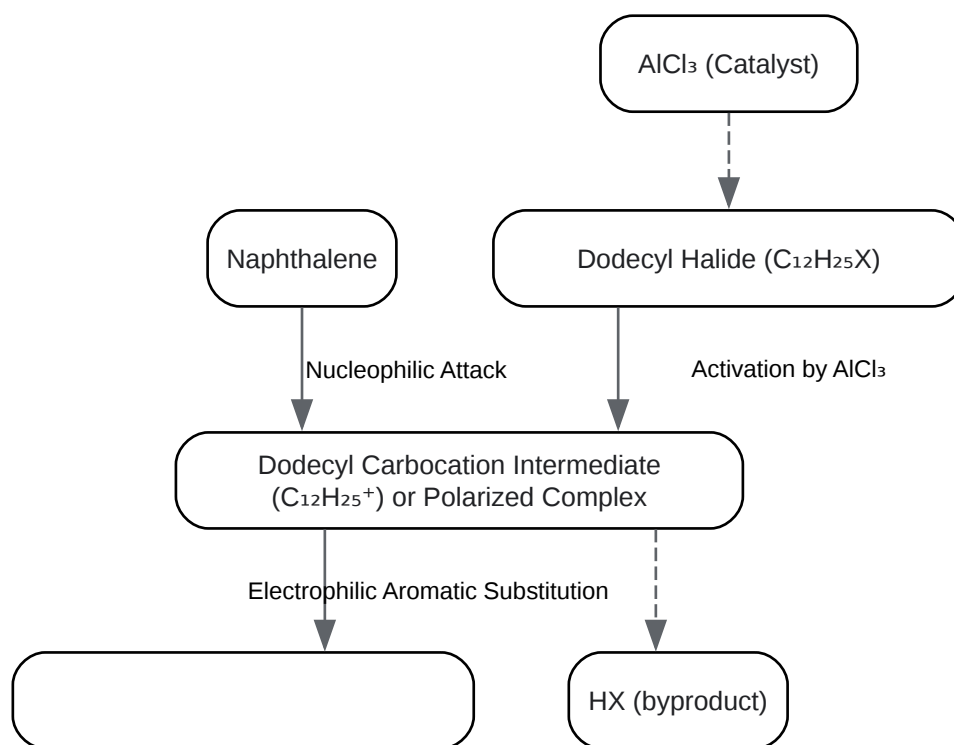 AlCl₃ (Catalyst)
Naphthalene
Dodecyl Halide (C₁₂H₂₅X)
Nucleophilic Attack
Activation by AlCl₃
Dodecyl Carbocation Intermediate
(C₁₂H₂₅⁺) or Polarized Complex
Electrophilic Aromatic Substitution
HX (byproduct)